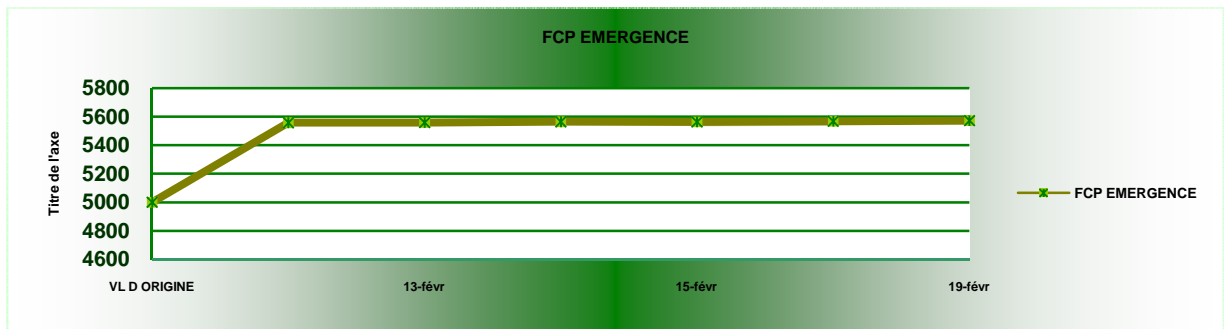 FCP EMERGENCE
5800
5600
5400
5200
5000
4800
4600
Titre de l'axe
VL D ORIGINE 13-févr 15-févr 19-févr
FCP EMERGENCE